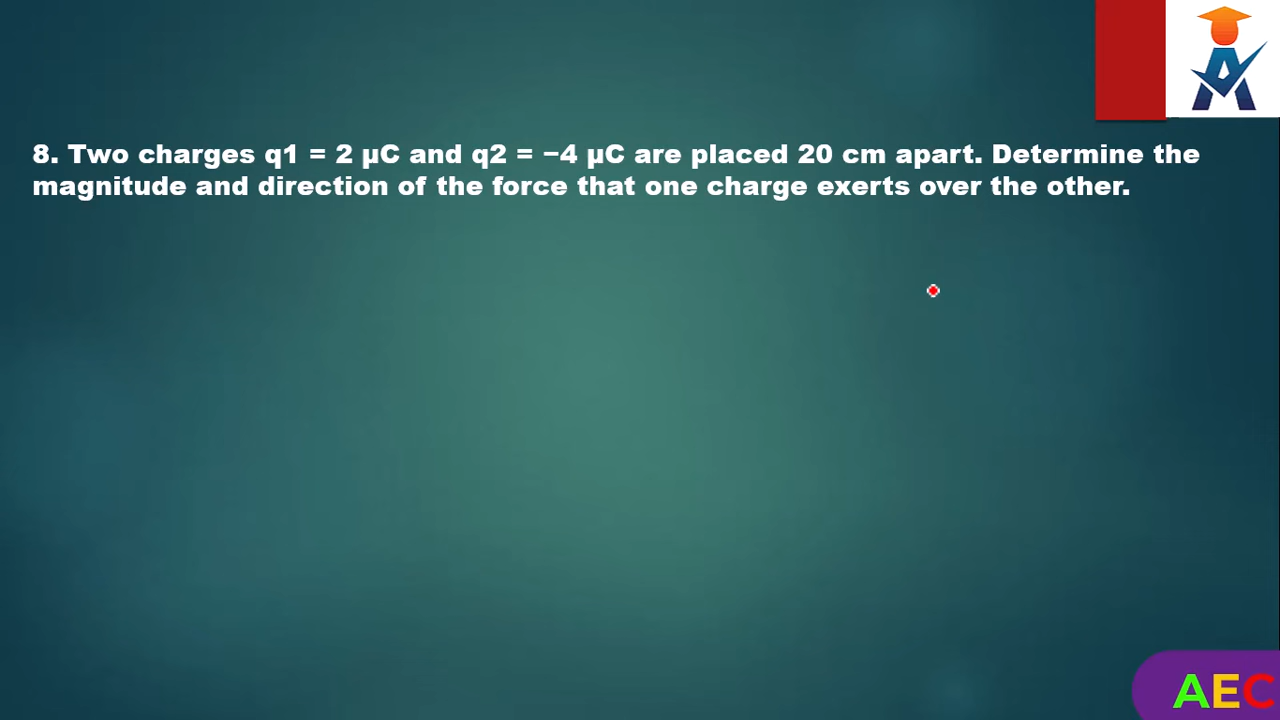 8. Two charges q1 = 2 µC and q2 = −4 µC are placed 20 cm apart. Determine the
magnitude and direction of the force that one charge exerts over the other.
AEC